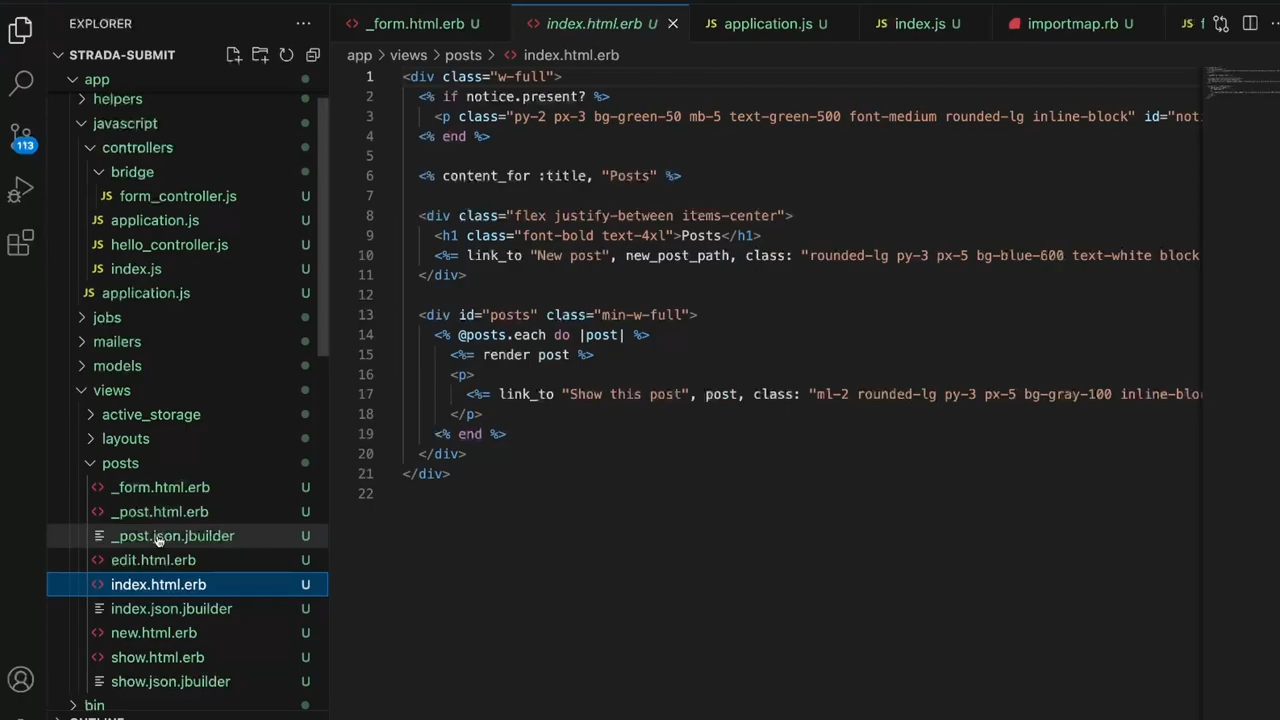 EXPLORER
STRADA-SUBMIT
app
helpers
javascript
controllers
bridge
JS form_controller.js U
JS application.js U
JS hello_controller.js U
JS index.js U
JS application.js U
jobs
mailers
models
views
active_storage
layouts
posts
_form.html.erb U
_post.html.erb U
_post.json.jbuilder U
edit.html.erb U
index.html.erb U
index.json.jbuilder U
new.html.erb U
show.html.erb U
show.json.jbuilder U
bin
113
_form.html.erb U
index.html.erb U
JS application.js U
JS index.js U
importmap.rb U
JS
app > views > posts > index.html.erb
1 <div class="w-full">
2 <% if notice.present? %>
3 <p class="py-2 px-3 bg-green-50 mb-5 text-green-500 font-medium rounded-lg inline-block" id="not
4 <% end %>
5
6 <% content_for :title, "Posts" %>
7
8 <div class="flex justify-between items-center">
9 <h1 class="font-bold text-4xl">Posts</h1>
10 <%= link_to "New post", new_post_path, class: "rounded-lg py-3 px-5 bg-blue-600 text-white block
11 </div>
12
13 <div id="posts" class="min-w-full">
14 <% @posts.each do |post| %>
15 <%= render post %>
16 <p>
17 <%= link_to "Show this post", post, class: "ml-2 rounded-lg py-3 px-5 bg-gray-100 inline-blo
18 </p>
19 <% end %>
20 </div>
21 </div>
22